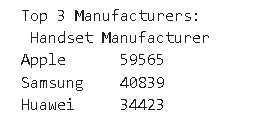 Top 3 Manufacturers:
Handset Manufacturer
Apple 59565
Samsung 40839
Huawei 34423